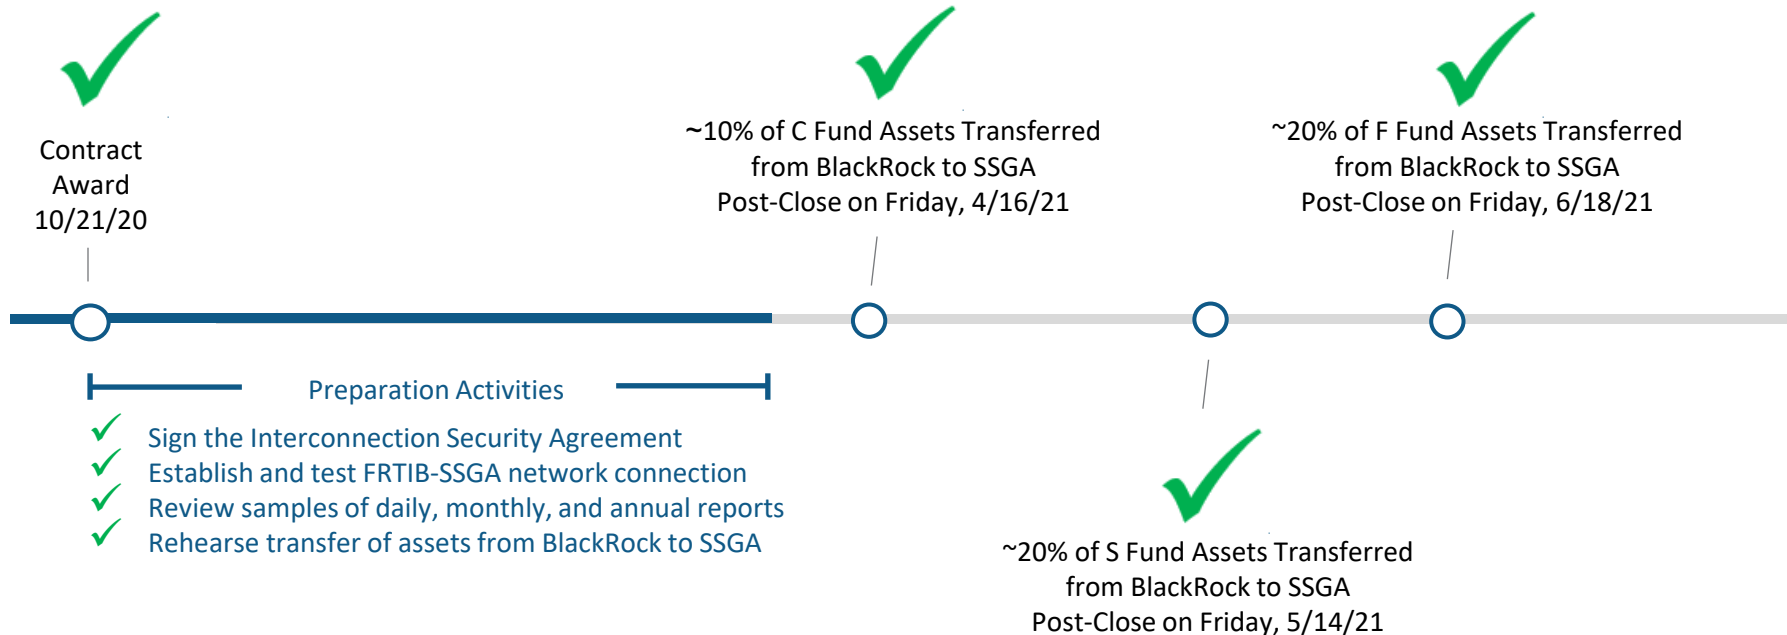 Contract
Award
10/21/20
~10% of C Fund Assets Transferred
from BlackRock to SSGA
Post-Close on Friday, 4/16/21
~20% of F Fund Assets Transferred
from BlackRock to SSGA
Post-Close on Friday, 6/18/21
Preparation Activities
Sign the Interconnection Security Agreement
Establish and test FRTIB-SSGA network connection
Review samples of daily, monthly, and annual reports
Rehearse transfer of assets from BlackRock to SSGA
~20% of S Fund Assets Transferred
from BlackRock to SSGA
Post-Close on Friday, 5/14/21